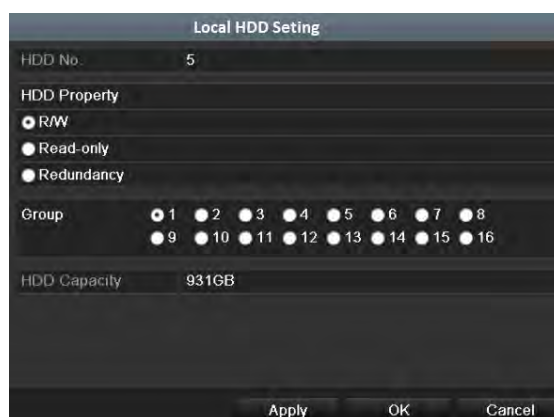 Local HDD Seting
HDD No. 5
HDD Property
R/W
Read-only
Redundancy
Group 1 2 3 4 5 6 7 8
9 10 11 12 13 14 15 16
HDD Capacity 931GB
Apply OK Cancel